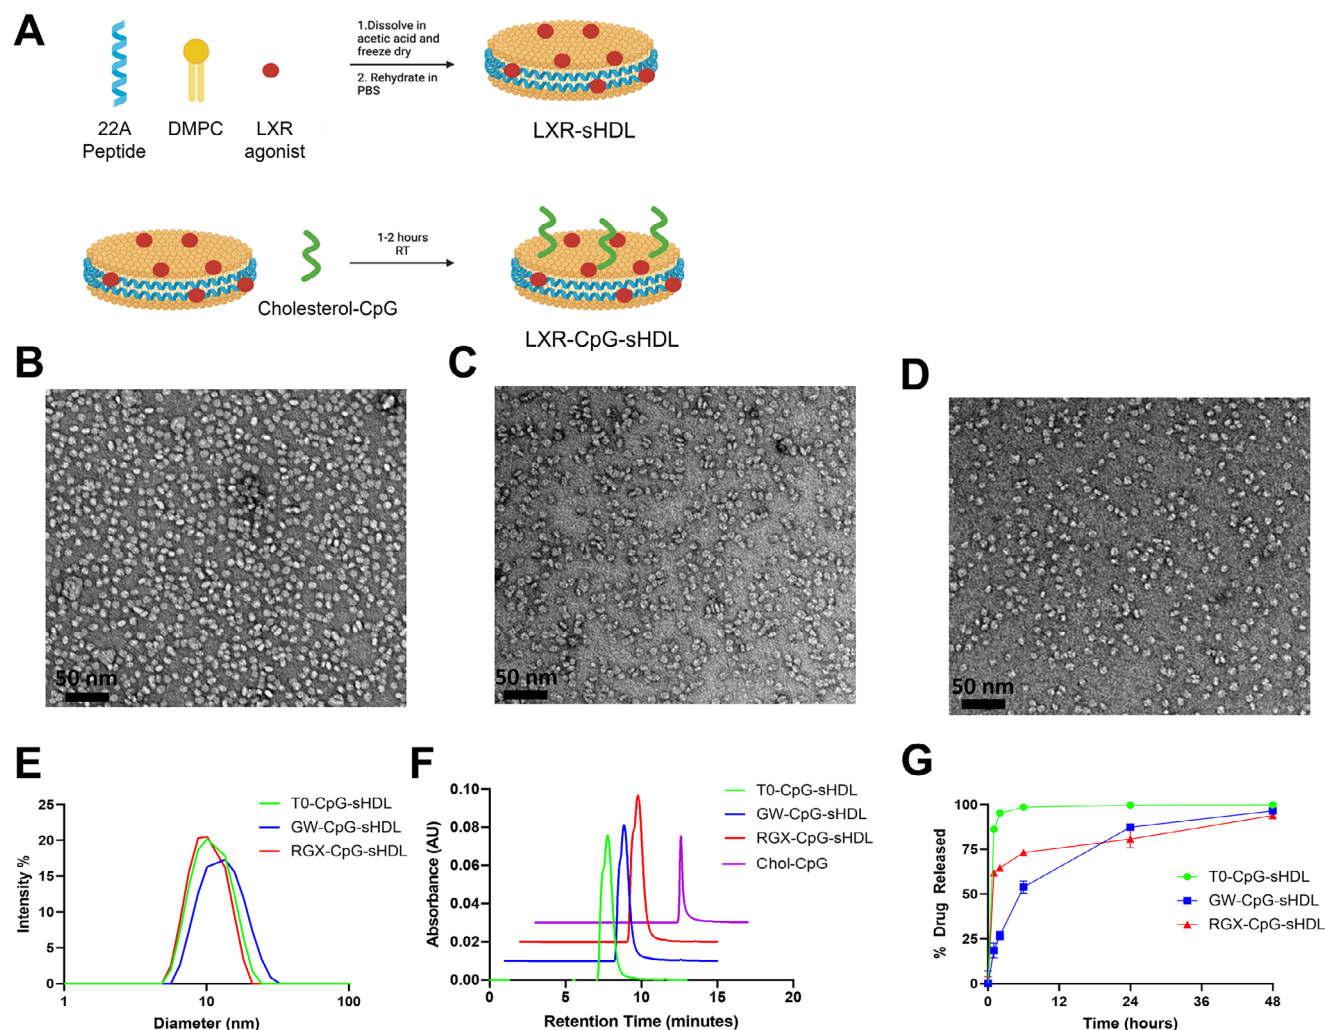 A
1.Dissolve in
acetic acid and
freeze dry
2. Rehydrate in
PBS
22A
Peptide
DMPC
LXR
agonist
LXR-sHDL
1-2 hours
RT
Cholesterol-CpG
LXR-CpG-sHDL
B
C
D
50 nm
50 nm
50 nm
E
25
20
15
10
5
0
1
10
100
Intensity %
Diameter (nm)
T0-CpG-sHDL
GW-CpG-sHDL
RGX-CpG-sHDL
F
0.10
0.08
0.06
0.04
0.02
0.00
0
5
10
15
20
Absorbance (AU)
Retention Time (minutes)
T0-CpG-sHDL
GW-CpG-sHDL
RGX-CpG-sHDL
Chol-CpG
G
100
75
50
25
0
0
12
24
36
48
% Drug Released
Time (hours)
T0-CpG-sHDL
GW-CpG-sHDL
RGX-CpG-sHDL